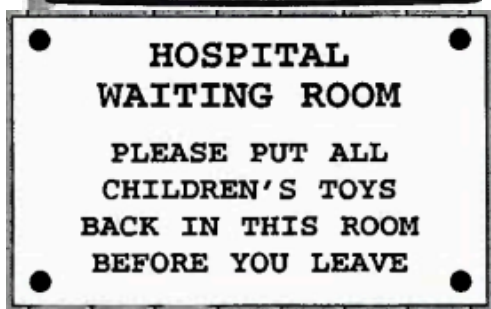 HOSPITAL
WAITING ROOM
PLEASE PUT ALL
CHILDREN'S TOYS
BACK IN THIS ROOM
BEFORE YOU LEAVE